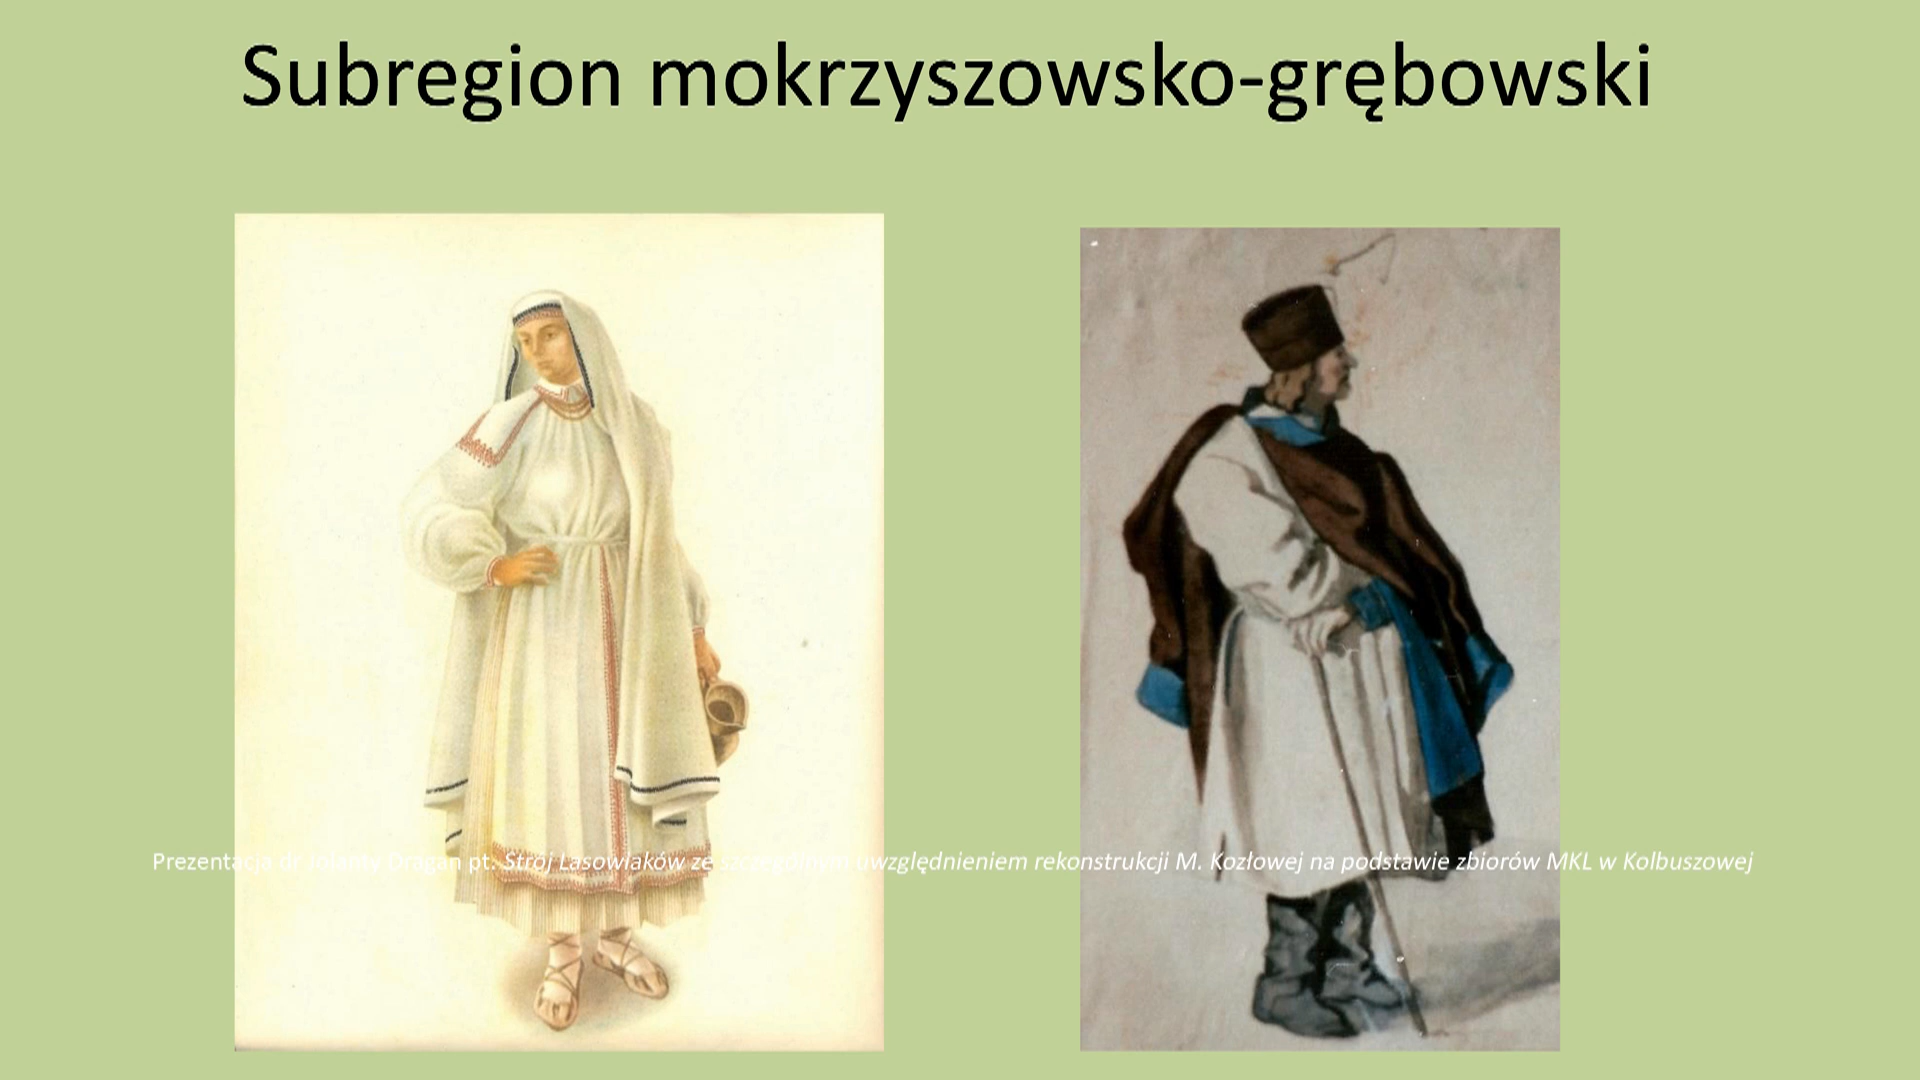 Subregion mokrzyszowsko-grębowski
Prezentacja dr Jolanty Dragan pt. Strój Lasowiaków ze szczególnym uwzględnieniem rekonstrukcji M. Kozłowej na podstawie zbiorów MKL w Kolbuszowej